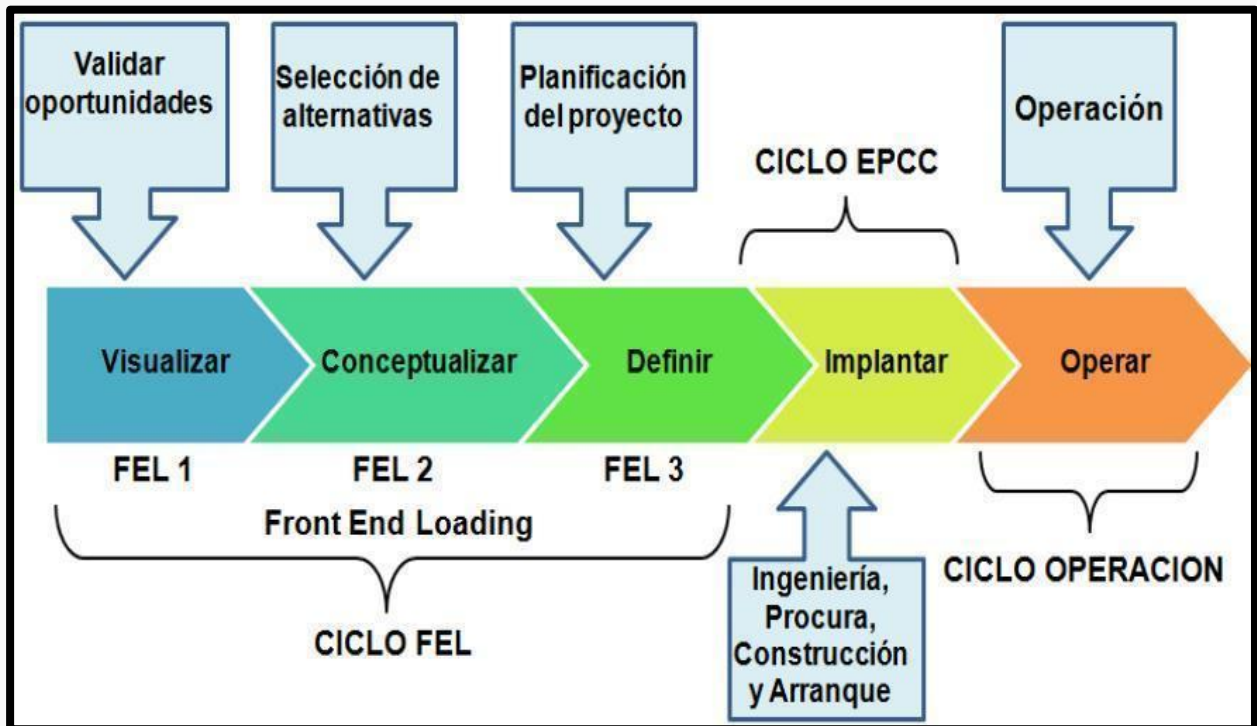 Validar
oportunidades
Selección de
alternativas
Planificación
del proyecto
Operación
CICLO EPCC
Visualizar
Conceptualizar
Definir
Implantar
Operar
FEL 1
FEL 2
FEL 3
Front End Loading
CICLO FEL
Ingeniería,
Procura,
Construcción
y Arranque
CICLO OPERACION